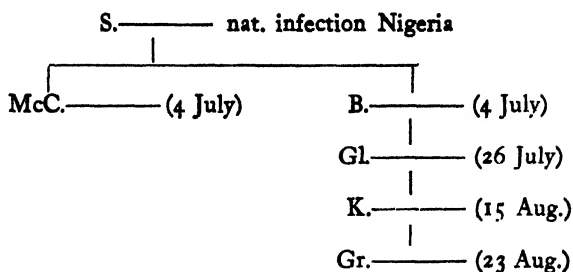 S.——— nat. infection Nigeria
McC.——— (4 July) B.——— (4 July)
Gl.——— (26 July)
K.——— (15 Aug.)
Gr.——— (23 Aug.)